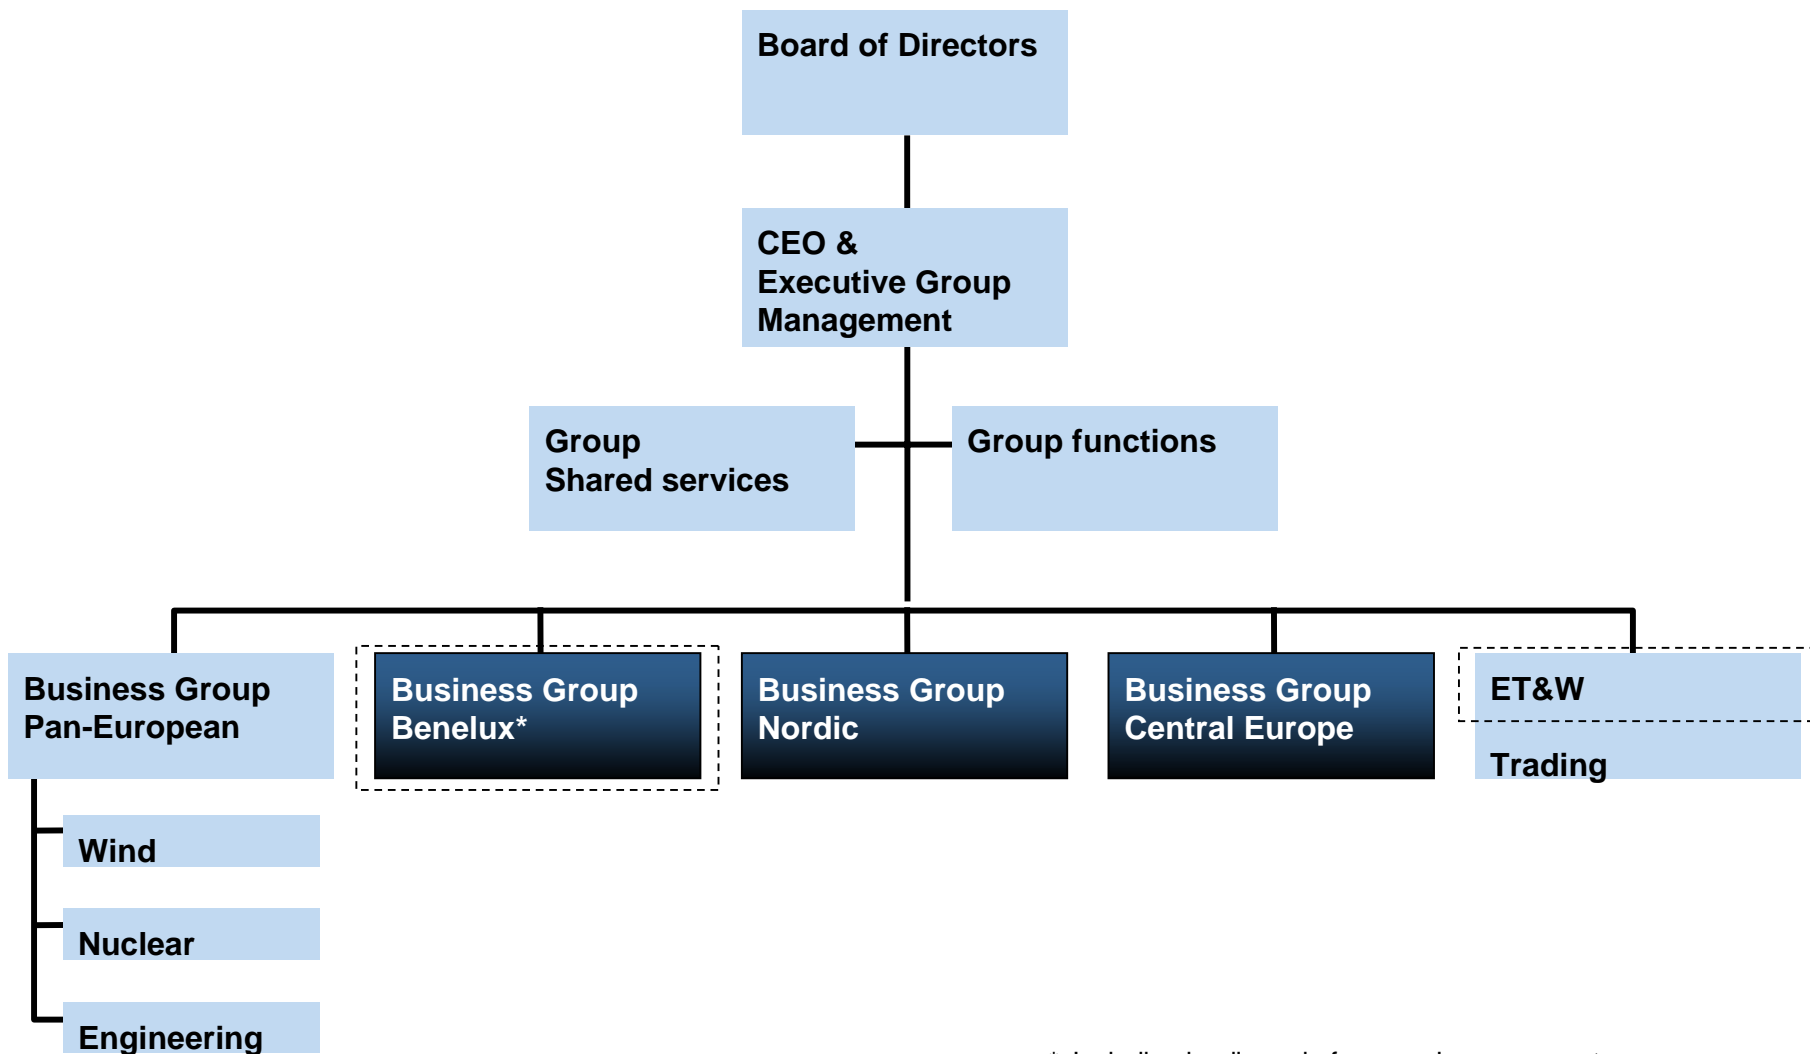 Board of Directors
CEO &
Executive Group
Management
Group
Shared services
Group functions
Business Group
Pan-European
Business Group
Benelux*
Business Group
Nordic
Business Group
Central Europe
ET&W
Trading
Wind
Nuclear
Engineering